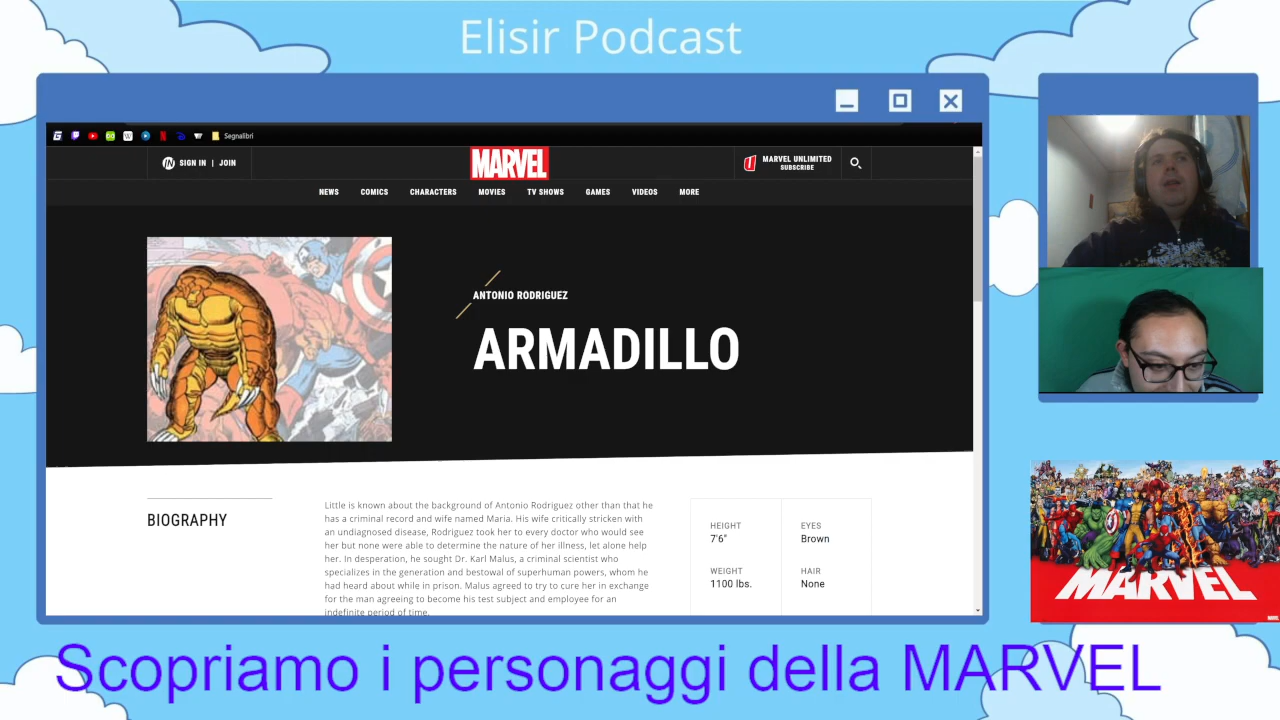 Elisir Podcast
Segnalibri
SIGN IN | JOIN
MARVEL
MARVEL UNLIMITED
SUBSCRIBE
NEWS COMICS CHARACTERS MOVIES TV SHOWS GAMES VIDEOS MORE
ANTONIO RODRIGUEZ
ARMADILLO
BIOGRAPHY
Little is known about the background of Antonio Rodriguez other than that he
has a criminal record and wife named Maria. His wife critically stricken with
an undiagnosed disease, Rodriguez took her to every doctor who would see
her but none were able to determine the nature of her illness, let alone help
her. In desperation, he sought Dr. Karl Malus, a criminal scientist who
specializes in the generation and bestowal of superhuman powers, whom he
had heard about while in prison. Malus agreed to try to cure her in exchange
for the man agreeing to become his test subject and employee for an
indefinite period of time.
HEIGHT
7'6"
EYES
Brown
WEIGHT
1100 lbs.
HAIR
None
MARVEL
Scopriamo i personaggi della MARVEL